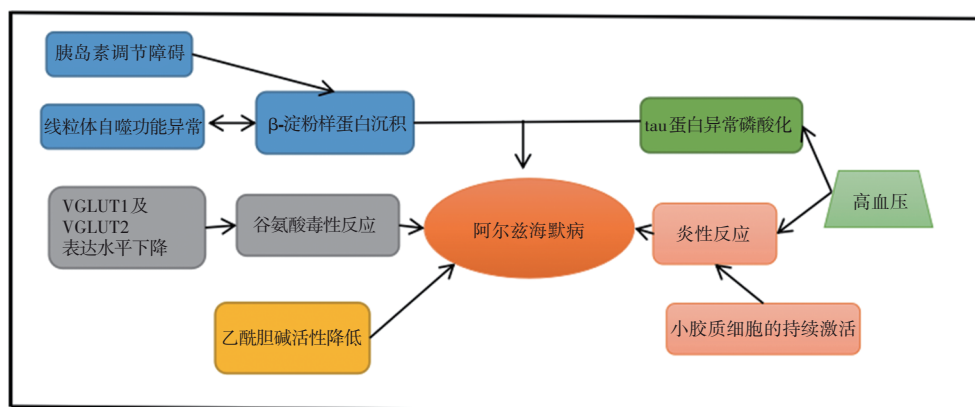 胰岛素调节障碍
线粒体自噬功能异常
β-淀粉样蛋白沉积
tau蛋白异常磷酸化
高血压
VGLUT1及
VGLUT2
表达水平下降
谷氨酸毒性反应
阿尔兹海默病
炎性反应
乙酰胆碱活性降低
小胶质细胞的持续激活